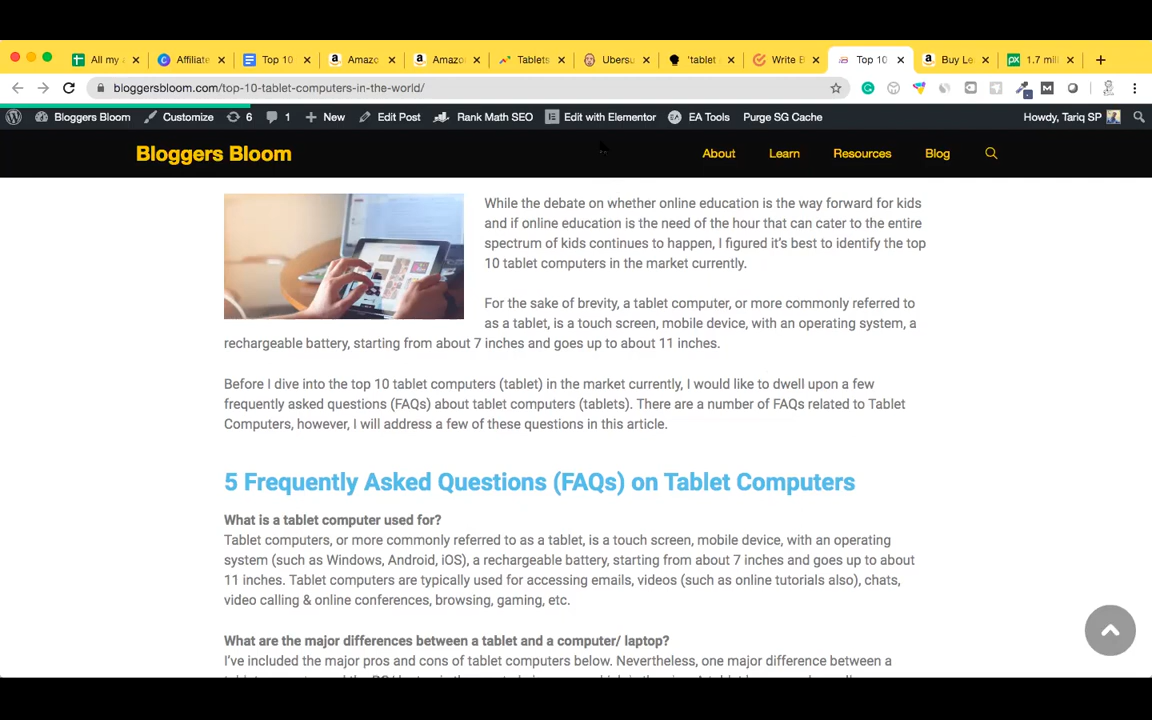 All my a
Affiliate
Top 10
Amazo
Amazo
Tablets
Ubersu
'tablet
Write B
Top 10
Buy Le
1.7 mil
bloggersbloom.com/top-10-tablet-computers-in-the-world/
Bloggers Bloom
Customize
6
1
New
Edit Post
Rank Math SEO
Edit with Elementor
EA Tools
Purge SG Cache
Howdy, Tariq SP
Bloggers Bloom
About
Learn
Resources
Blog
While the debate on whether online education is the way forward for kids
and if online education is the need of the hour that can cater to the entire
spectrum of kids continues to happen, I figured it's best to identify the top
10 tablet computers in the market currently.
For the sake of brevity, a tablet computer, or more commonly referred to
as a tablet, is a touch screen, mobile device, with an operating system, a
rechargeable battery, starting from about 7 inches and goes up to about 11 inches.
Before I dive into the top 10 tablet computers (tablet) in the market currently, I would like to dwell upon a few
frequently asked questions (FAQs) about tablet computers (tablets). There are a number of FAQs related to Tablet
Computers, however, I will address a few of these questions in this article.
5 Frequently Asked Questions (FAQs) on Tablet Computers
What is a tablet computer used for?
Tablet computers, or more commonly referred to as a tablet, is a touch screen, mobile device, with an operating
system (such as Windows, Android, iOS), a rechargeable battery, starting from about 7 inches and goes up to about
11 inches. Tablet computers are typically used for accessing emails, videos (such as online tutorials also), chats,
video calling & online conferences, browsing, gaming, etc.
What are the major differences between a tablet and a computer/ laptop?
I've included the major pros and cons of tablet computers below. Nevertheless, one major difference between a